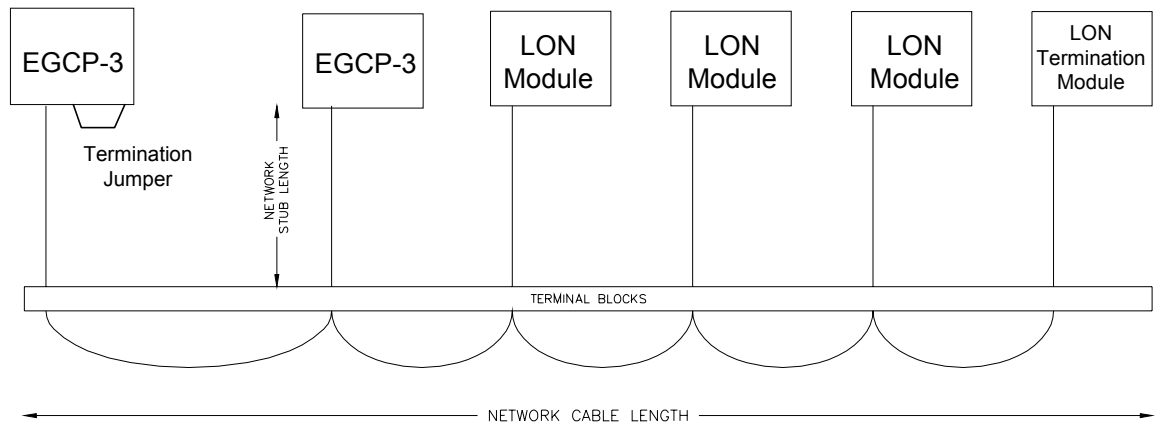 EGCP-3
EGCP-3
LON
Module
LON
Module
LON
Module
LON
Termination
Module
Termination
Jumper
NETWORK
STUB LENGTH
TERMINAL BLOCKS
NETWORK CABLE LENGTH